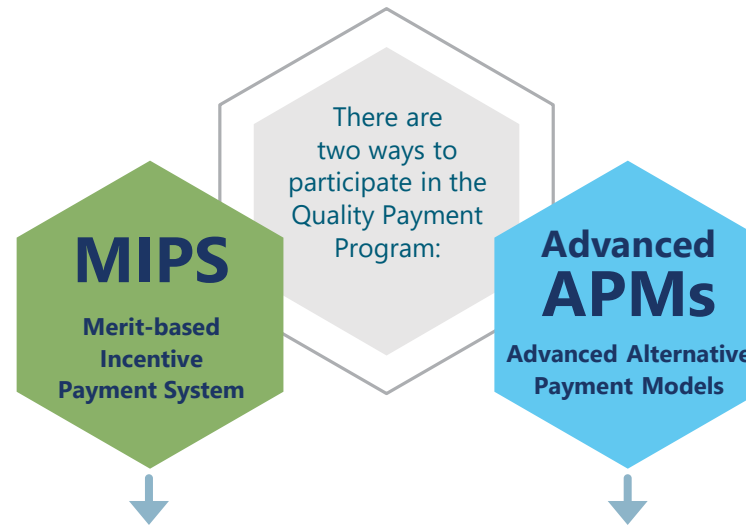 There are
two ways to
participate in the
Quality Payment
Program:
MIPS
Merit-based
Incentive
Payment System
Advanced
APMs
Advanced Alternative
Payment Models